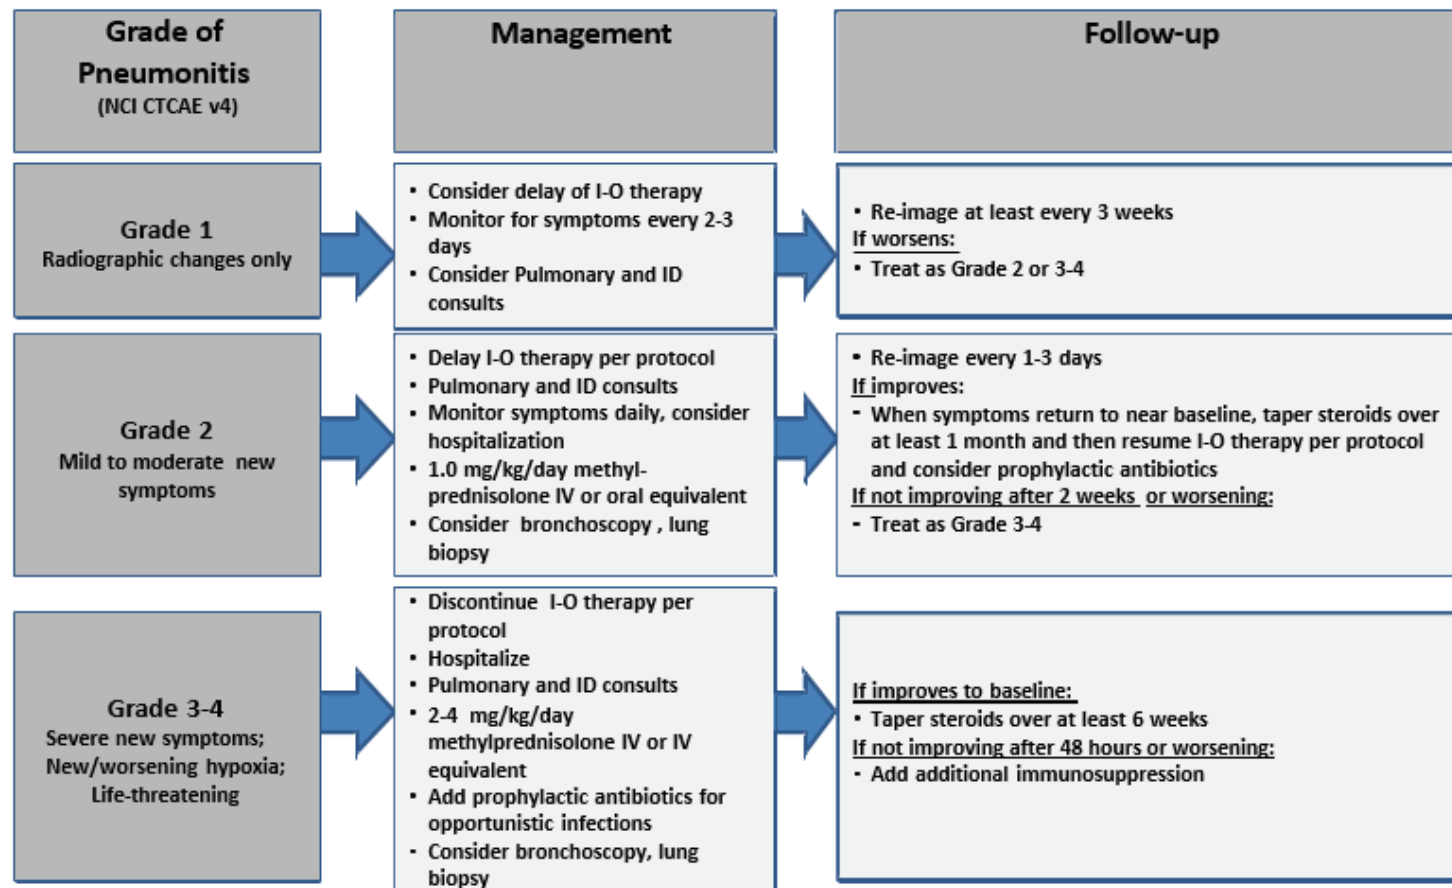 Grade of
Pneumonitis
(NCI CTCAE v4)
Management
Follow-up
Grade 1
Radiographic changes only
• Consider delay of I-O therapy
• Monitor for symptoms every 2-3
days
• Consider Pulmonary and ID
consults
• Re-image at least every 3 weeks
If worsens:
• Treat as Grade 2 or 3-4
Grade 2
Mild to moderate new
symptoms
• Delay I-O therapy per protocol
• Pulmonary and ID consults
• Monitor symptoms daily, consider
hospitalization
• 1.0 mg/kg/day methyl-
prednisolone IV or oral equivalent
• Consider bronchoscopy , lung
biopsy
• Re-image every 1-3 days
If improves:
- When symptoms return to near baseline, taper steroids over
at least 1 month and then resume I-O therapy per protocol
and consider prophylactic antibiotics
If not improving after 2 weeks or worsening:
- Treat as Grade 3-4
Grade 3-4
Severe new symptoms;
New/worsening hypoxia;
Life-threatening
• Discontinue I-O therapy per
protocol
• Hospitalize
• Pulmonary and ID consults
• 2-4 mg/kg/day
methylprednisolone IV or IV
equivalent
• Add prophylactic antibiotics for
opportunistic infections
• Consider bronchoscopy, lung
biopsy
If improves to baseline:
• Taper steroids over at least 6 weeks
If not improving after 48 hours or worsening:
• Add additional immunosuppression